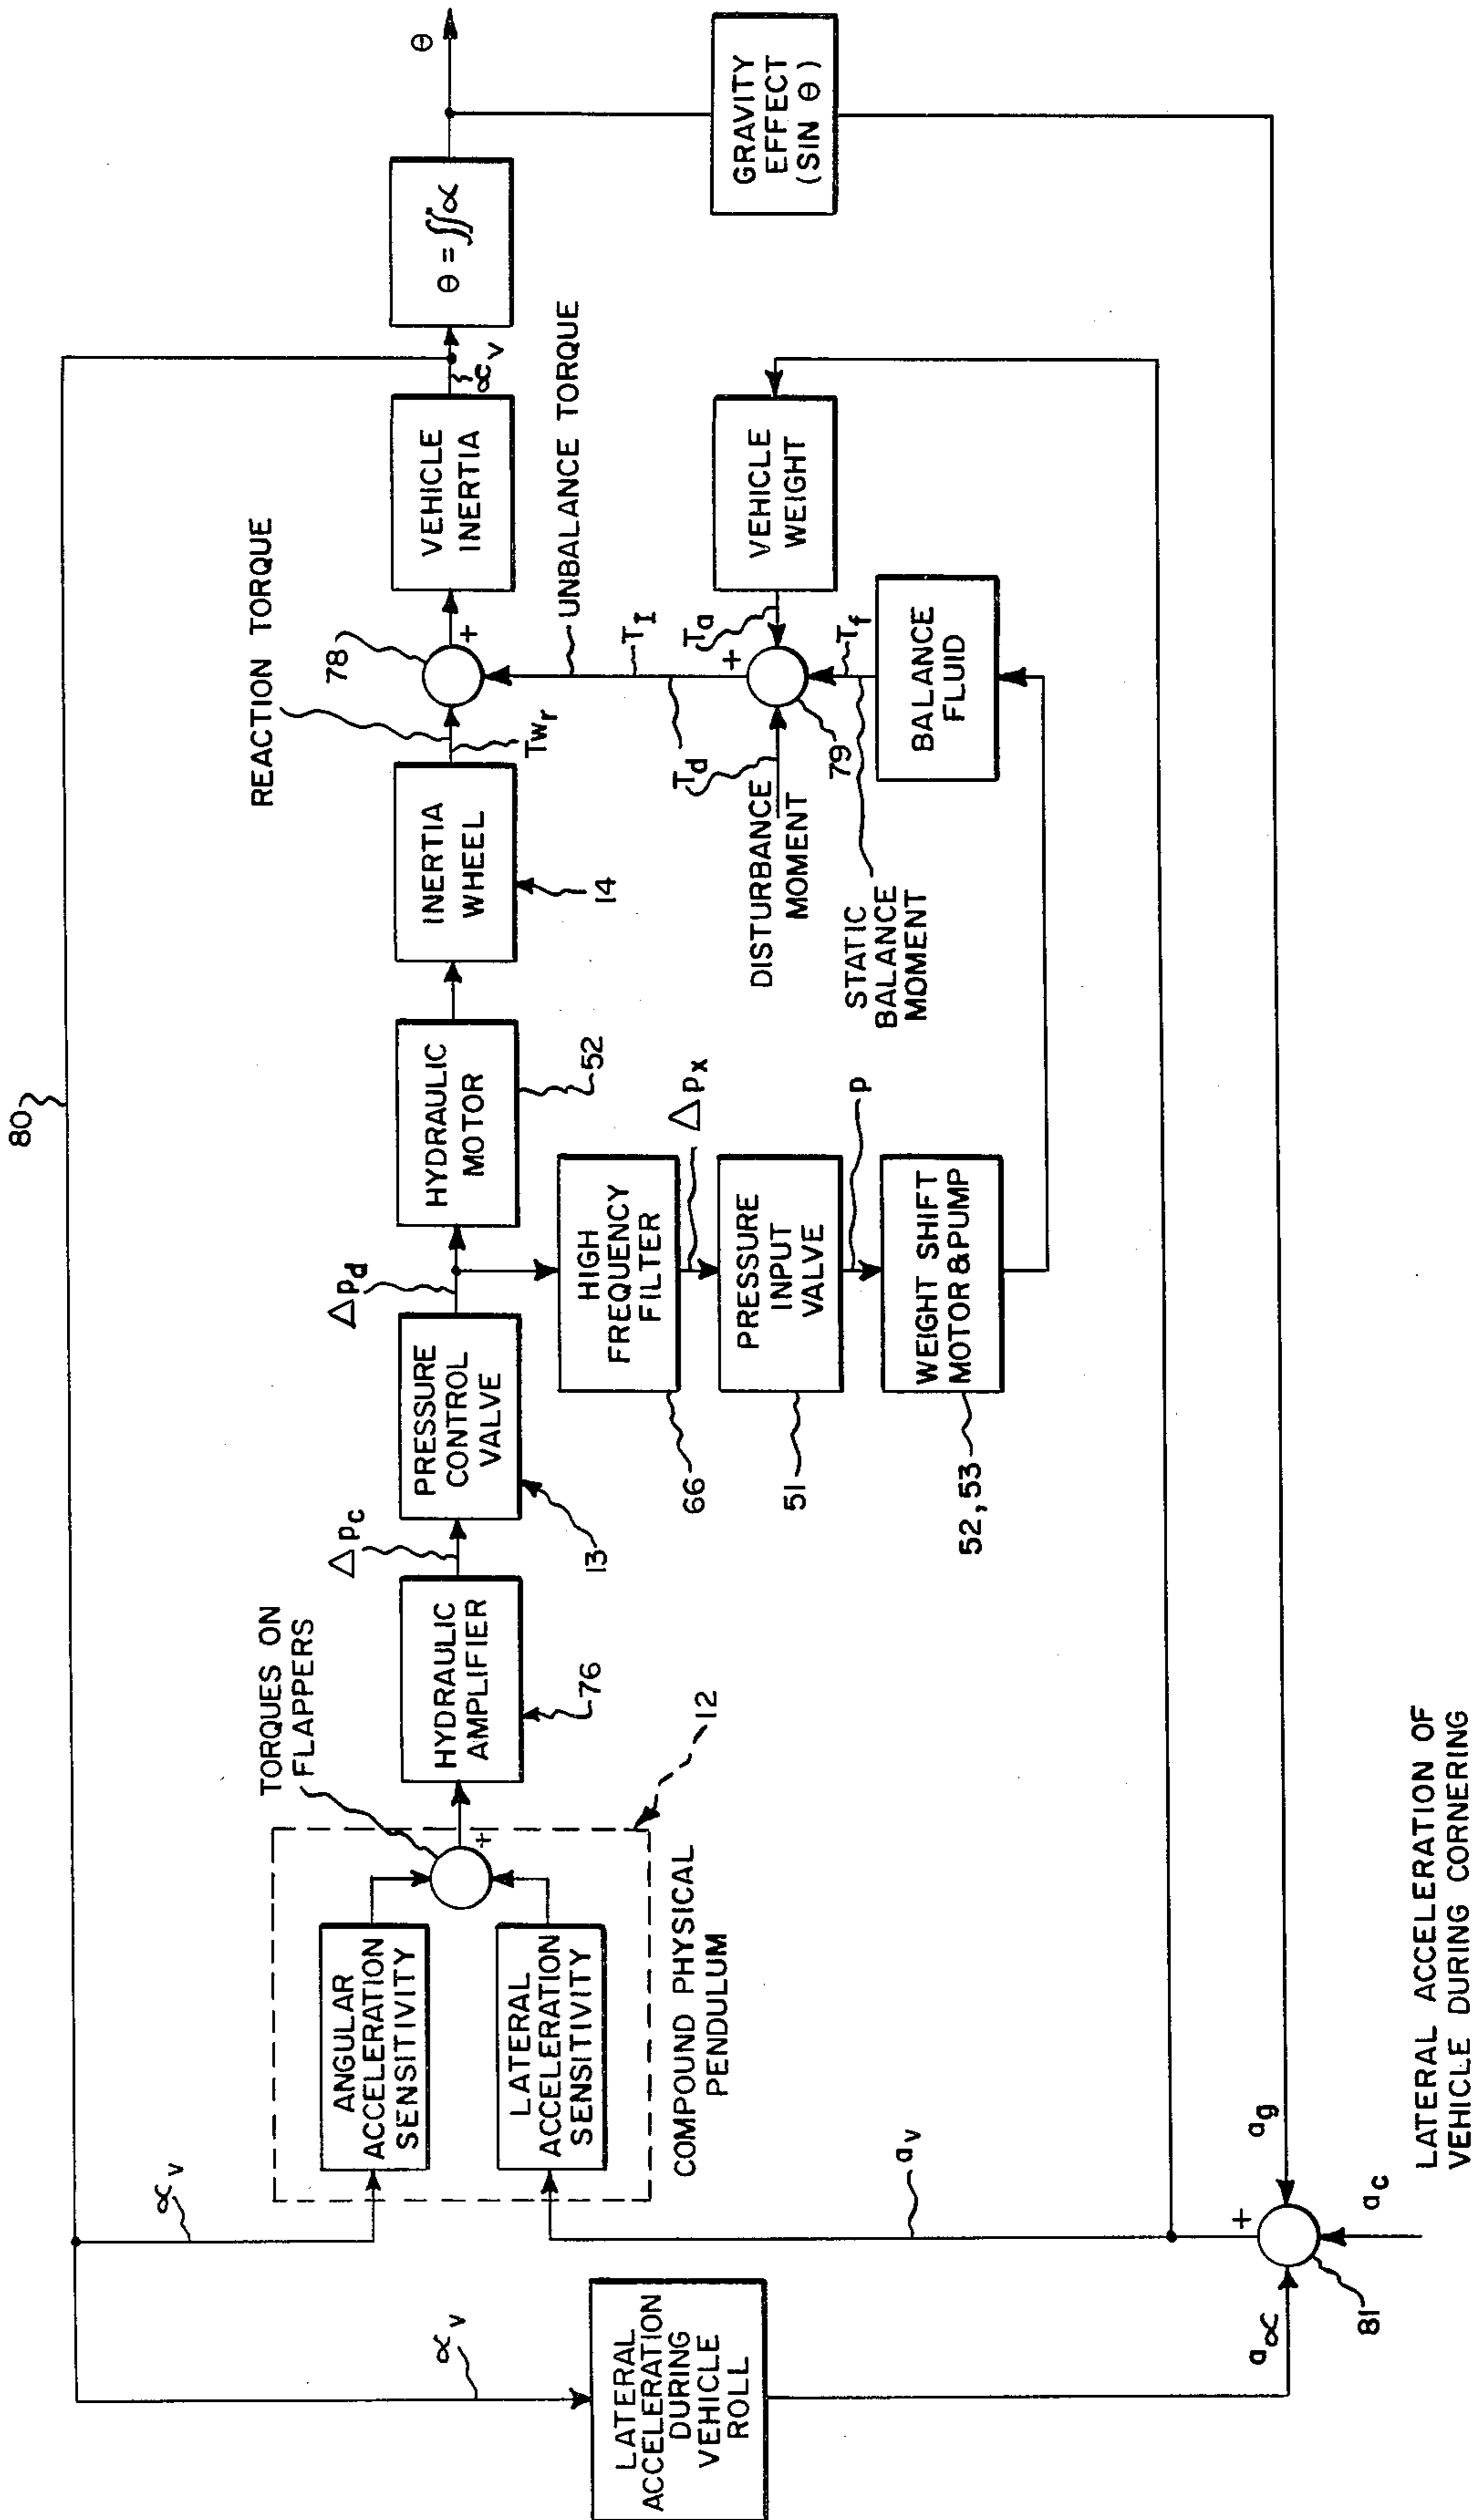 80
∝v
∝v
LATERAL
ACCELERATION
DURING
VEHICLE
ROLL
ANGULAR
ACCELERATION
SENSITIVITY
LATERAL
ACCELERATION
SENSITIVITY
COMPOUND PHYSICAL
PENDULUM
12
TORQUES ON
FLAPPERS
+
HYDRAULIC
AMPLIFIER
76
Δpc
PRESSURE
CONTROL
VALVE
13
Δpd
HYDRAULIC
MOTOR
52
INERTIA
WHEEL
14
REACTION TORQUE
Twr
78
+
VEHICLE
INERTIA
∝v
θ = ∬∝
θ
GRAVITY
EFFECT
(SIN θ)
HIGH
FREQUENCY
FILTER
66
Δpx
PRESSURE
INPUT
VALVE
51
p
WEIGHT SHIFT
MOTOR & PUMP
52, 53
UNBALANCE TORQUE
TI
Td
DISTURBANCE
MOMENT
79
+
Ta
VEHICLE
WEIGHT
Tf
STATIC
BALANCE
MOMENT
BALANCE
FLUID
av
ag
+
a∝
ac
81
LATERAL ACCELERATION OF
VEHICLE DURING CORNERING